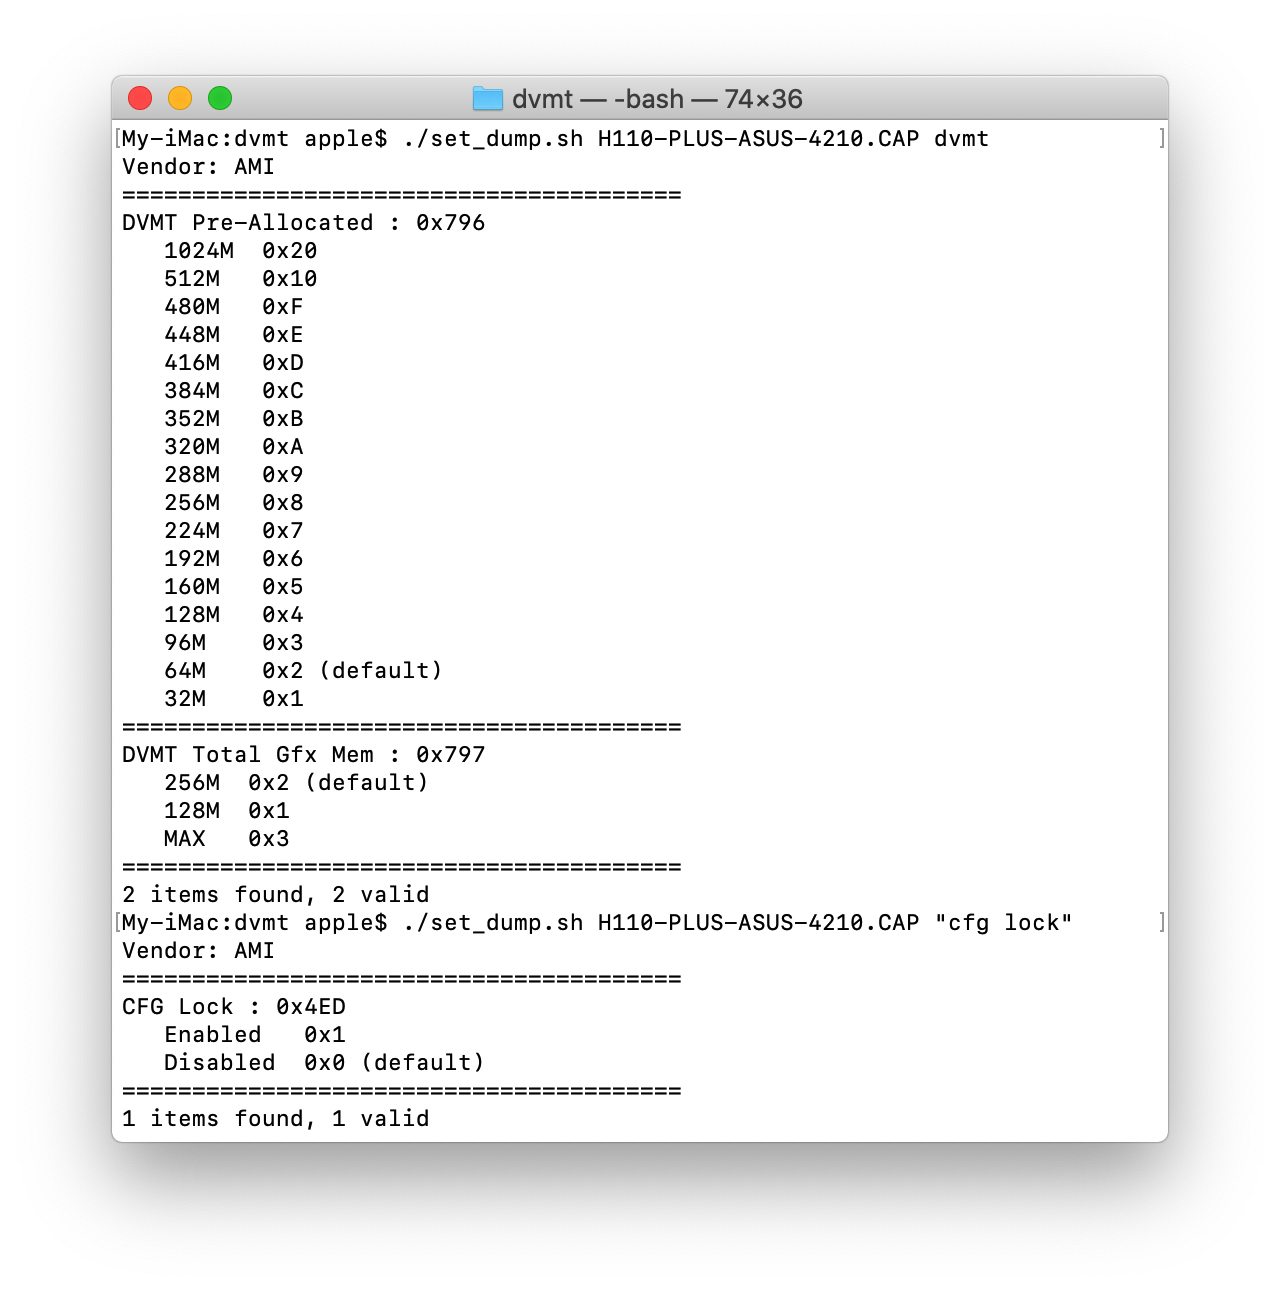 dvmt — -bash — 74×36
[My-iMac:dvmt apple$ ./set_dump.sh H110-PLUS-ASUS-4210.CAP dvmt ]
Vendor: AMI
========================================
DVMT Pre-Allocated : 0x796
   1024M  0x20
   512M   0x10
   480M   0xF
   448M   0xE
   416M   0xD
   384M   0xC
   352M   0xB
   320M   0xA
   288M   0x9
   256M   0x8
   224M   0x7
   192M   0x6
   160M   0x5
   128M   0x4
   96M    0x3
   64M    0x2 (default)
   32M    0x1
========================================
DVMT Total Gfx Mem : 0x797
   256M  0x2 (default)
   128M  0x1
   MAX   0x3
========================================
2 items found, 2 valid
[My-iMac:dvmt apple$ ./set_dump.sh H110-PLUS-ASUS-4210.CAP "cfg lock" ]
Vendor: AMI
========================================
CFG Lock : 0x4ED
   Enabled   0x1
   Disabled  0x0 (default)
========================================
1 items found, 1 valid